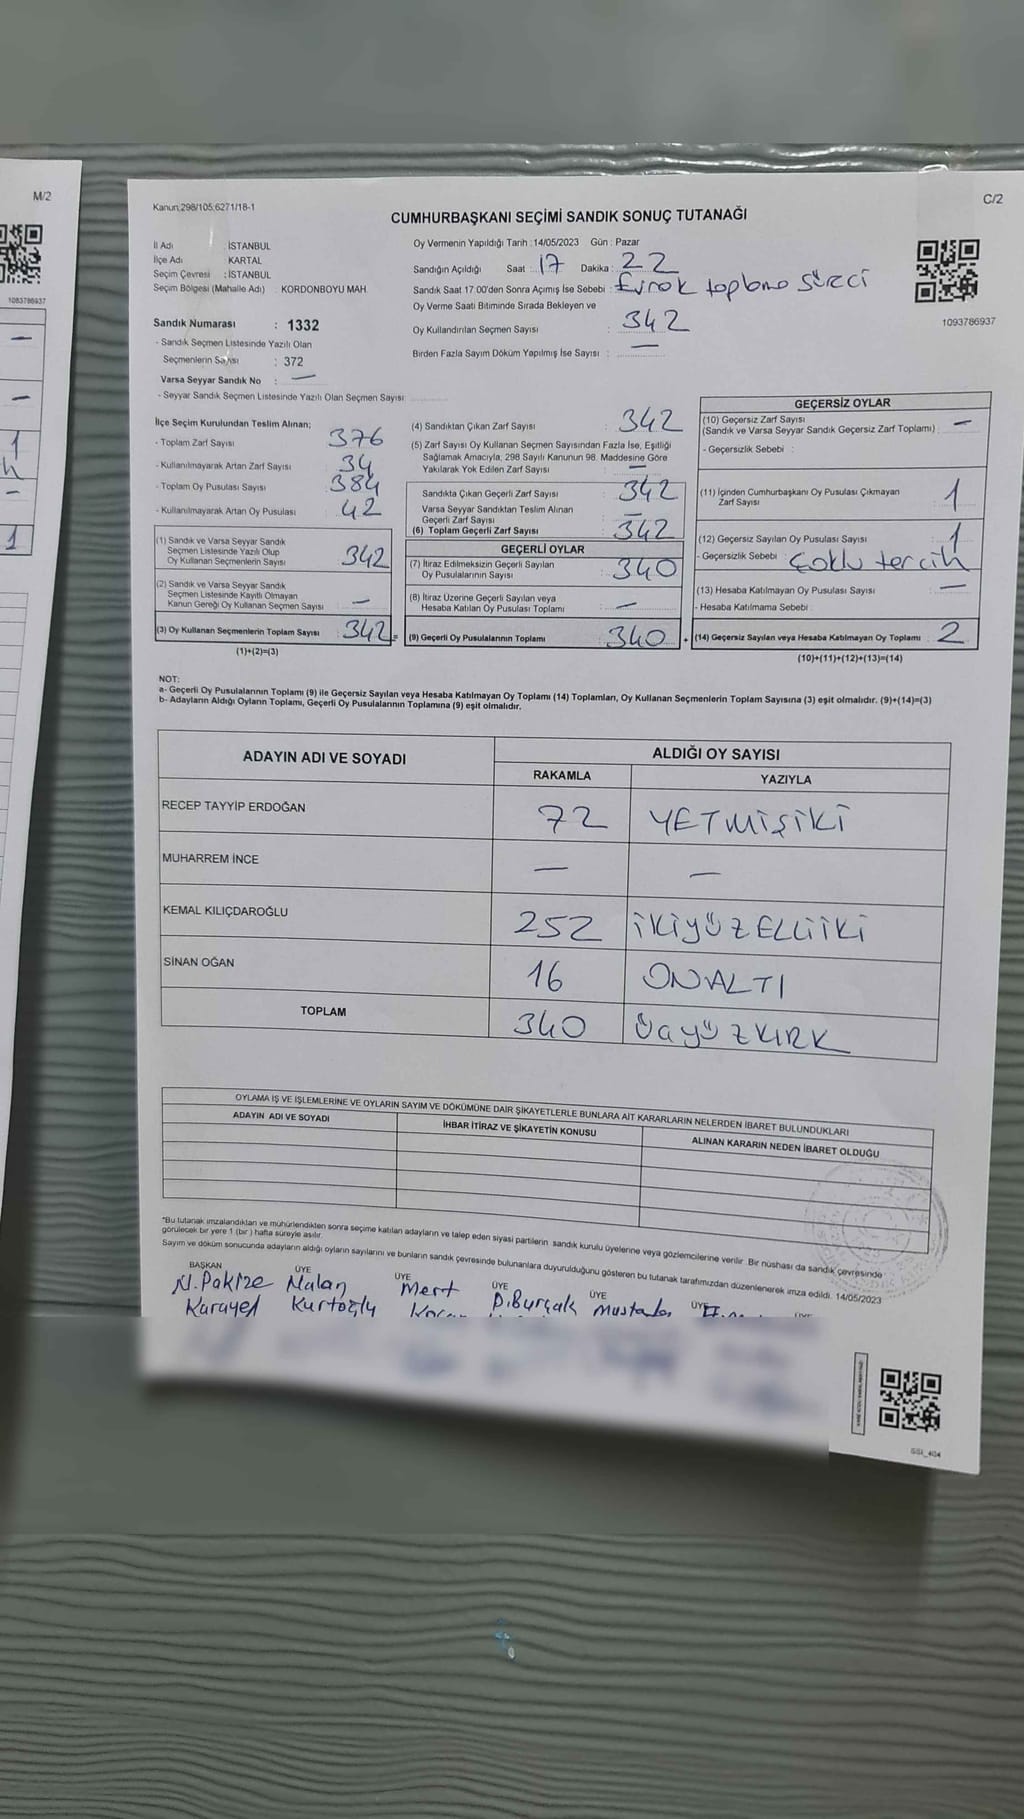 M/2
1083786937
1
1
C/2
Kanun:298/105;6271/18-1
CUMHURBAŞKANI SEÇİMİ SANDIK SONUÇ TUTANAĞI
İl Adı : İSTANBUL
İlçe Adı : KARTAL
Seçim Çevresi : İSTANBUL
Seçim Bölgesi (Mahalle Adı) : KORDONBOYU MAH.
Oy Vermenin Yapıldığı Tarih :14/05/2023 Gün : Pazar
Sandığın Açıldığı Saat : 17 Dakika : 22
Sandık Saat 17.00'den Sonra Açımış İse Sebebi : Evrak toplama süreci
Oy Verme Saati Bitiminde Sırada Bekleyen ve
Oy Kullandırılan Seçmen Sayısı : 342
Birden Fazla Sayım Döküm Yapılmış İse Sayısı : —
1093786937
Sandık Numarası : 1332
- Sandık Seçmen Listesinde Yazılı Olan
Seçmenlerin Sayısı : 372
Varsa Seyyar Sandık No : —
- Seyyar Sandık Seçmen Listesinde Yazılı Olan Seçmen Sayısı:
İlçe Seçim Kurulundan Teslim Alınan;
- Toplam Zarf Sayısı 376
- Kullanılmayarak Artan Zarf Sayısı 34
- Toplam Oy Pusulası Sayısı 384
- Kullanılmayarak Artan Oy Pusulası 42
(1) Sandık ve Varsa Seyyar Sandık
Seçmen Listesinde Yazılı Olup
Oy Kullanan Seçmenlerin Sayısı 342
(2) Sandık ve Varsa Seyyar Sandık
Seçmen Listesinde Kayıtlı Olmayan
Kanun Gereği Oy Kullanan Seçmen Sayısı —
(3) Oy Kullanan Seçmenlerin Toplam Sayısı 342
(1)+(2)=(3)
(4) Sandıktan Çıkan Zarf Sayısı : 342
(5) Zarf Sayısı Oy Kullanan Seçmen Sayısından Fazla İse, Eşitliği
Sağlamak Amacıyla, 298 Sayılı Kanunun 98. Maddesine Göre
Yakılarak Yok Edilen Zarf Sayısı : —
Sandıkta Çıkan Geçerli Zarf Sayısı : 342
Varsa Seyyar Sandıktan Teslim Alınan
Geçerli Zarf Sayısı : —
(6) Toplam Geçerli Zarf Sayısı : 342
GEÇERLİ OYLAR
(7) İtiraz Edilmeksizin Geçerli Sayılan
Oy Pusulalarının Sayısı : 340
(8) İtiraz Üzerine Geçerli Sayılan veya
Hesaba Katılan Oy Pusulası Toplamı : —
= (9) Geçerli Oy Pusulalarının Toplamı : 340
GEÇERSİZ OYLAR
(10) Geçersiz Zarf Sayısı
(Sandık ve Varsa Seyyar Sandık Geçersiz Zarf Toplamı) : —
- Geçersizlik Sebebi :
(11) İçinden Cumhurbaşkanı Oy Pusulası Çıkmayan
Zarf Sayısı : 1
(12) Geçersiz Sayılan Oy Pusulası Sayısı : 1
- Geçersizlik Sebebi : çoklu tercih
(13) Hesaba Katılmayan Oy Pusulası Sayısı : —
- Hesaba Katılmama Sebebi :
+ (14) Geçersiz Sayılan veya Hesaba Katılmayan Oy Toplamı : 2
(10)+(11)+(12)+(13)=(14)
NOT:
a- Geçerli Oy Pusulalarının Toplamı (9) ile Geçersiz Sayılan veya Hesaba Katılmayan Oy Toplamı (14) Toplamları, Oy Kullanan Seçmenlerin Toplam Sayısına (3) eşit olmalıdır. (9)+(14)=(3)
b- Adayların Aldığı Oyların Toplamı, Geçerli Oy Pusulalarının Toplamına (9) eşit olmalıdır.
ADAYIN ADI VE SOYADI ALDIĞI OY SAYISI
RAKAMLA YAZIYLA
RECEP TAYYİP ERDOĞAN 72 YETMİŞİKİ
MUHARREM İNCE — —
KEMAL KILIÇDAROĞLU 252 İKİYÜZELLİİKİ
SİNAN OĞAN 16 ONALTI
TOPLAM 340 ÜÇYÜZKIRK
OYLAMA İŞ VE İŞLEMLERİNE VE OYLARIN SAYIM VE DÖKÜMÜNE DAİR ŞİKAYETLERLE BUNLARA AİT KARARLARIN NELERDEN İBARET BULUNDUKLARI
ADAYIN ADI VE SOYADI İHBAR İTİRAZ VE ŞİKAYETİN KONUSU ALINAN KARARIN NEDEN İBARET OLDUĞU
*Bu tutanak imzalandıktan ve mühürlendikten sonra seçime katılan adayların ve talep eden siyasi partilerin sandık kurulu üyelerine veya gözlemcilerine verilir. Bir nüshası da sandık çevresinde
görülecek bir yere 1 (bir) hafta süreyle asılır.
Sayım ve döküm sonucunda adayların aldığı oyların sayılarını ve bunların sandık çevresinde bulunanlara duyurulduğunu gösteren bu tutanak tarafımızdan düzenlenerek imza edildi. 14/05/2023
BAŞKAN ÜYE ÜYE ÜYE ÜYE ÜYE ÜYE
N.Pakize Nalan Mert P.Burçak Mustafa
Karayel Kurtoğlu
SSI_404